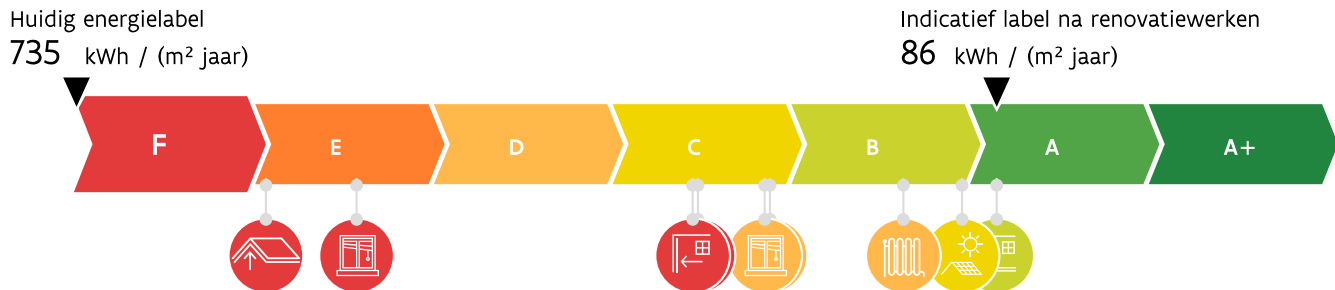 Huidig energielabel
735 kWh / (m² jaar)
Indicatief label na renovatiewerken
86 kWh / (m² jaar)
F E D C B A A+